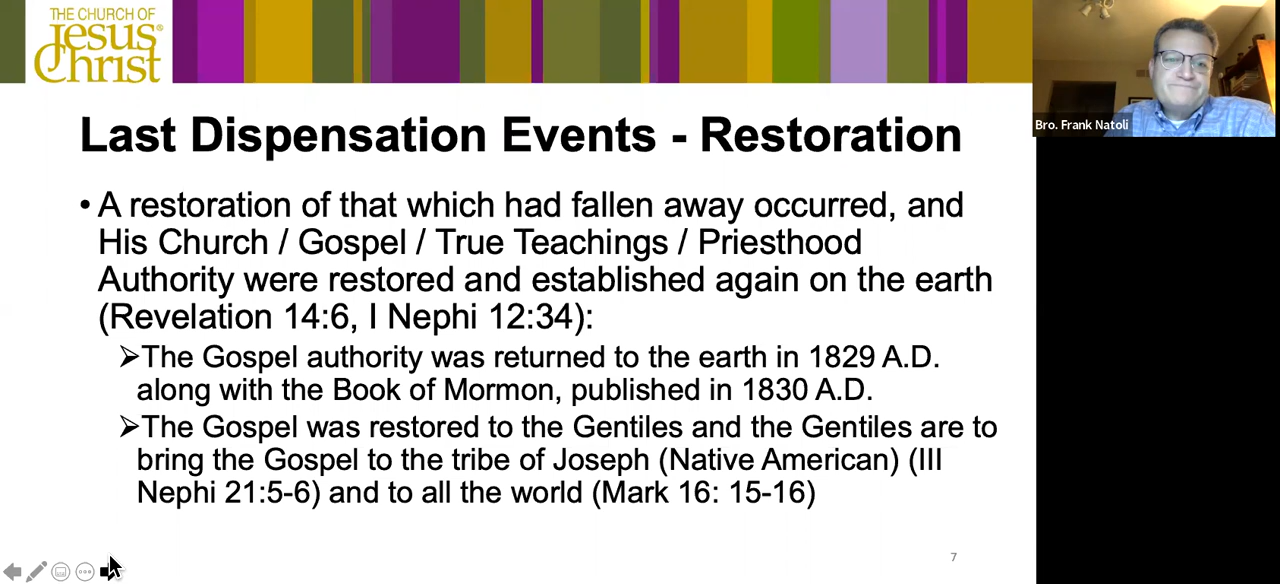 THE CHURCH OF
Jesus®
Christ
Bro. Frank Natoli
Last Dispensation Events - Restoration
• A restoration of that which had fallen away occurred, and
His Church / Gospel / True Teachings / Priesthood
Authority were restored and established again on the earth
(Revelation 14:6, I Nephi 12:34):
➢The Gospel authority was returned to the earth in 1829 A.D.
along with the Book of Mormon, published in 1830 A.D.
➢The Gospel was restored to the Gentiles and the Gentiles are to
bring the Gospel to the tribe of Joseph (Native American) (III
Nephi 21:5-6) and to all the world (Mark 16: 15-16)
7